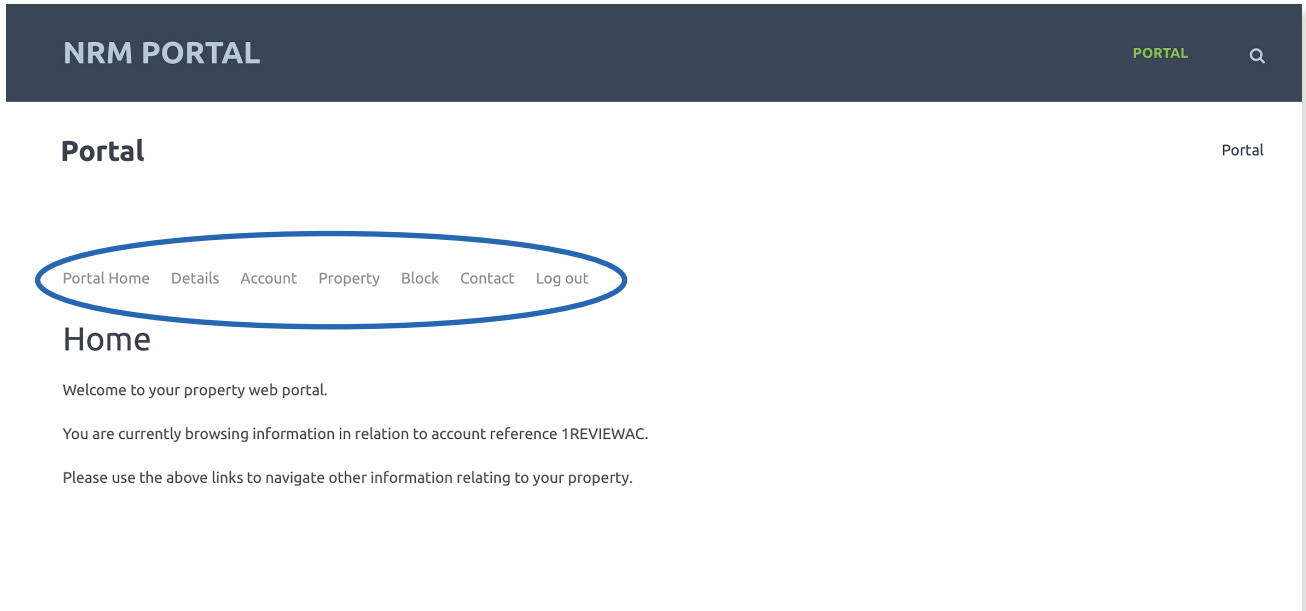 NRM PORTAL
PORTAL
Portal
Portal
Portal Home Details Account Property Block Contact Log out
Home
Welcome to your property web portal.
You are currently browsing information in relation to account reference 1REVIEWAC.
Please use the above links to navigate other information relating to your property.